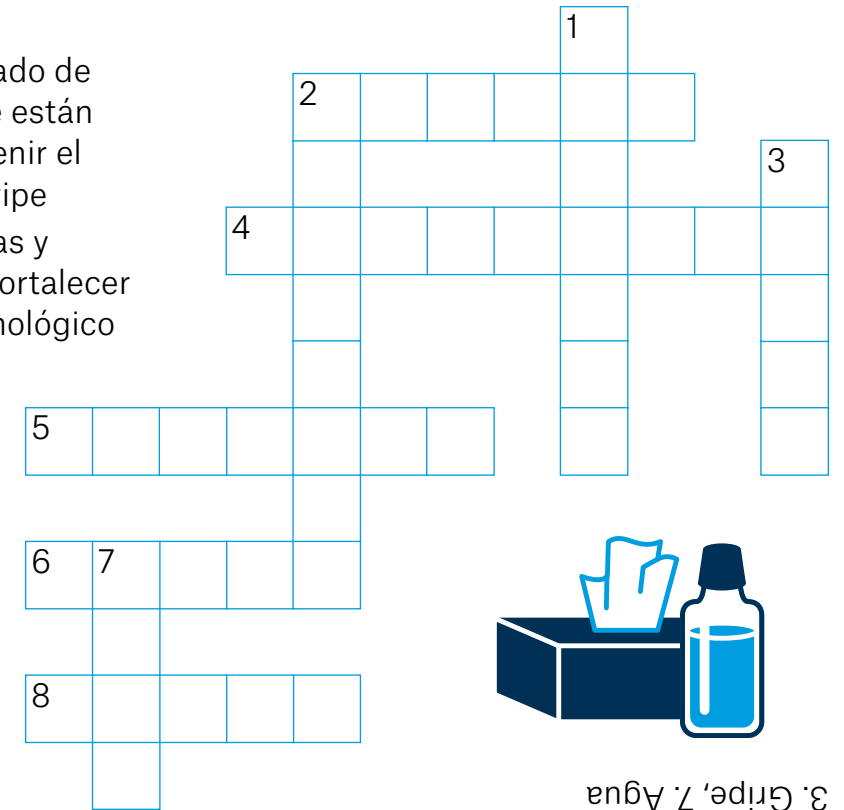 1
ado de
2
e están
enir el
3
ripe
4
as y
ortalecer
nológico
5
6 7
8
3. Gripe, 7. Agua